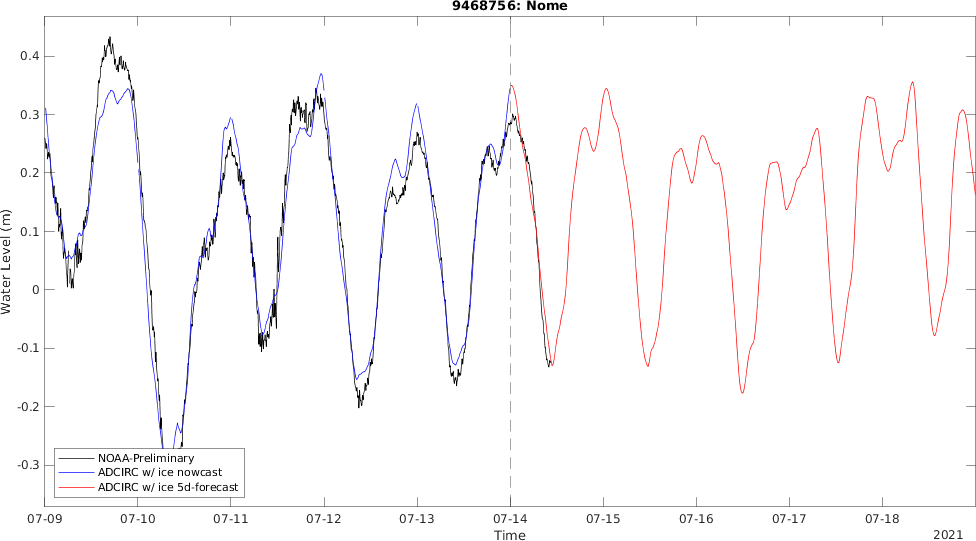 9468756: Nome
0.4
0.3
0.2
0.1
0
-0.1
-0.2
-0.3
Water Level (m)
NOAA-Preliminary
ADCIRC w/ ice nowcast
ADCIRC w/ ice 5d-forecast
07-09 07-10 07-11 07-12 07-13 07-14 07-15 07-16 07-17 07-18
Time
2021